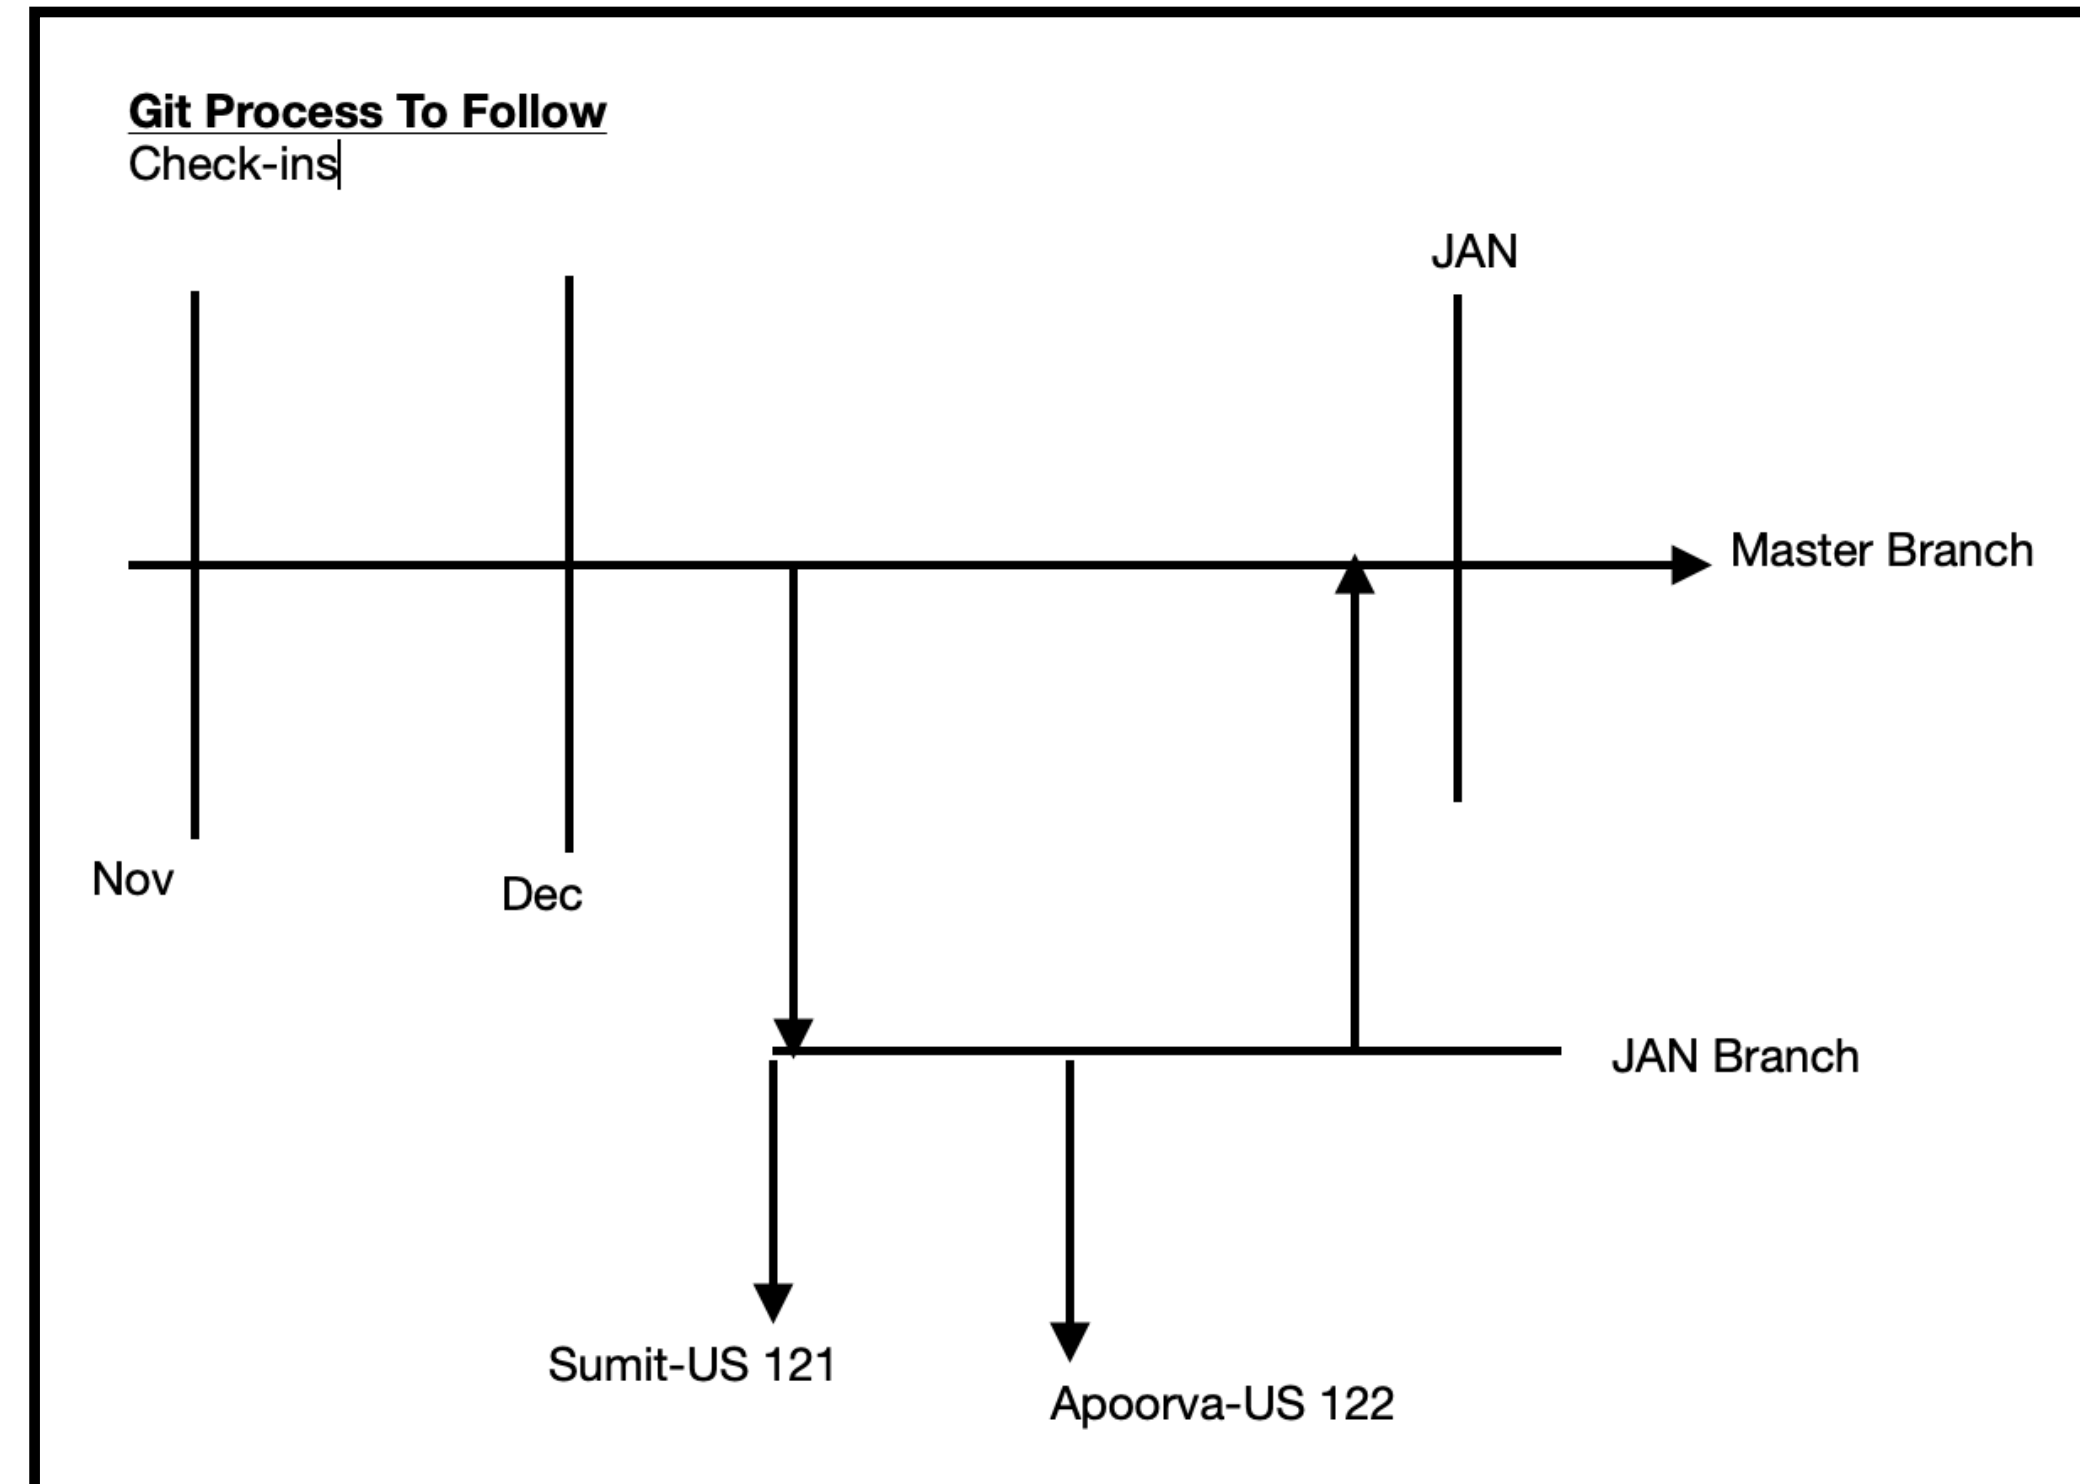 Git Process To Follow
Check-ins
JAN
Master Branch
Nov
Dec
JAN Branch
Sumit-US 121
Apoorva-US 122